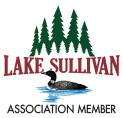 LAKE SULLIVAN
ASSOCIATION MEMBER